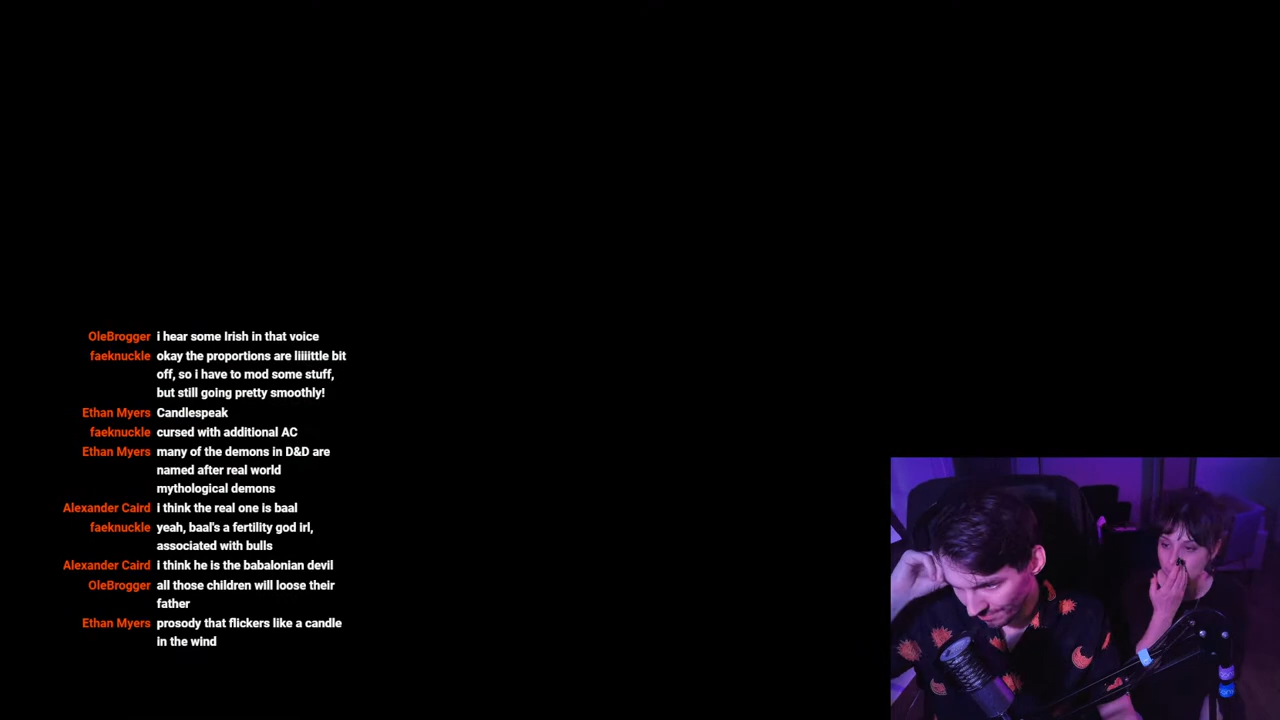 OleBrogger i hear some Irish in that voice
faeknuckle okay the proportions are liiiittle bit
off, so i have to mod some stuff,
but still going pretty smoothly!
Ethan Myers Candlespeak
faeknuckle cursed with additional AC
Ethan Myers many of the demons in D&D are
named after real world
mythological demons
Alexander Caird i think the real one is baal
faeknuckle yeah, baal's a fertility god irl,
associated with bulls
Alexander Caird i think he is the babalonian devil
OleBrogger all those children will loose their
father
Ethan Myers prosody that flickers like a candle
in the wind